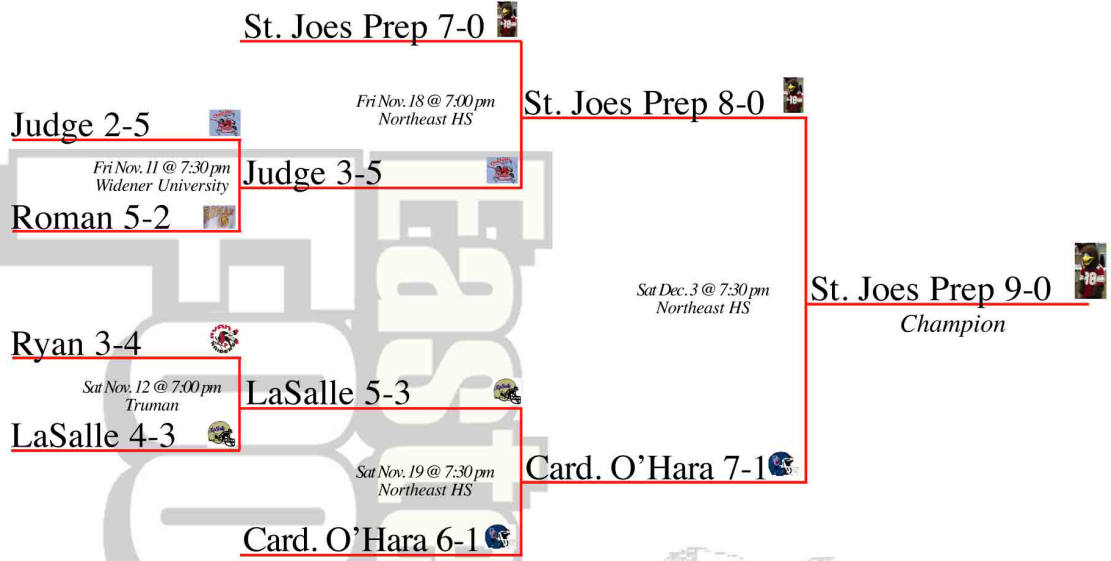 St. Joes Prep 7-0
Fri Nov. 18 @ 7:00 pm
Northeast HS
St. Joes Prep 8-0
Judge 2-5
Fri Nov. 11 @ 7:30 pm
Widener University
Judge 3-5
Roman 5-2
Sat Dec. 3 @ 7:30 pm
Northeast HS
St. Joes Prep 9-0
Champion
Ryan 3-4
Sat Nov. 12 @ 7:00 pm
Truman
LaSalle 5-3
LaSalle 4-3
Sat Nov. 19 @ 7:30 pm
Northeast HS
Card. O’Hara 7-1
Card. O’Hara 6-1